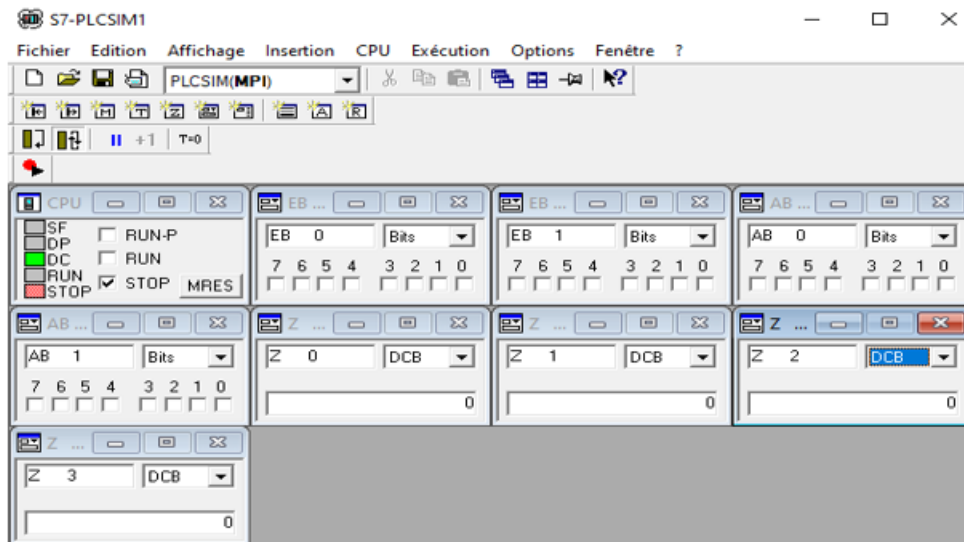 S7-PLCSIM1
Fichier Edition Affichage Insertion CPU Exécution Options Fenêtre ?
PLCSIM(MPI)
+1 T=0
CPU
SF
DP
DC
RUN
STOP
RUN-P
RUN
STOP MRES
EB ...
EB 0 Bits
7 6 5 4 3 2 1 0
EB ...
EB 1 Bits
7 6 5 4 3 2 1 0
AB ...
AB 0 Bits
7 6 5 4 3 2 1 0
AB ...
AB 1 Bits
7 6 5 4 3 2 1 0
Z ...
Z 0 DCB
0
Z ...
Z 1 DCB
0
Z ...
Z 2 DCB
0
Z ...
Z 3 DCB
0